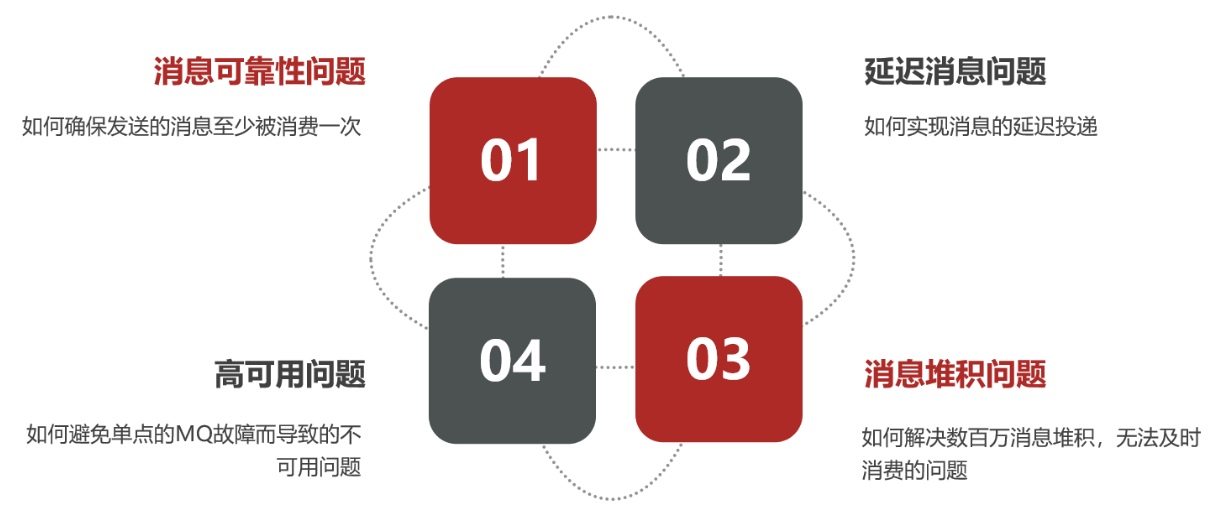 消息可靠性问题
如何确保发送的消息至少被消费一次
01
02
延迟消息问题
如何实现消息的延迟投递
高可用问题
如何避免单点的MQ故障而导致的不
可用问题
04
03
消息堆积问题
如何解决数百万消息堆积，无法及时
消费的问题